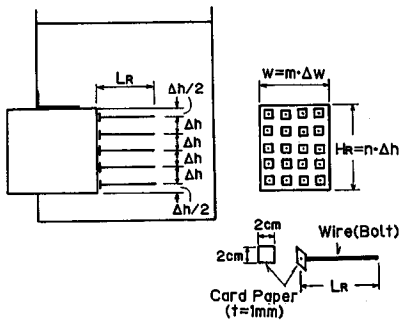 LR
Δh/2
Δh
Δh
Δh
Δh
Δh/2
W=m·Δw
HR=n·Δh
2cm
2cm
Wire(Bolt)
LR
Card Paper
(t=1mm)